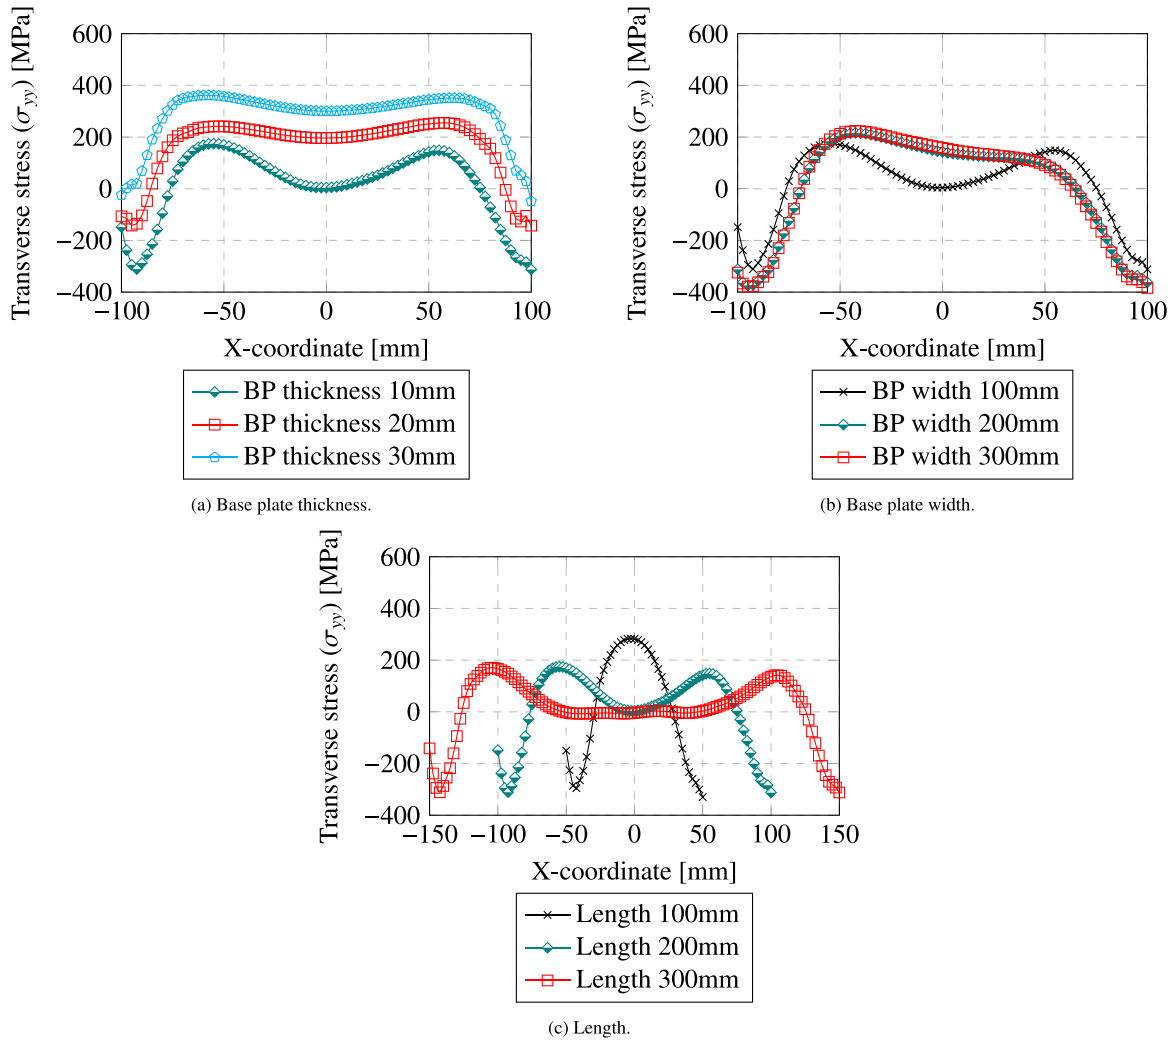 Transverse stress (σyy) [MPa]
600
400
200
0
−200
−400
−100
−50
0
50
100
X-coordinate [mm]
BP thickness 10mm
BP thickness 20mm
BP thickness 30mm
(a) Base plate thickness.
Transverse stress (σyy) [MPa]
600
400
200
0
−200
−400
−100
−50
0
50
100
X-coordinate [mm]
BP width 100mm
BP width 200mm
BP width 300mm
(b) Base plate width.
Transverse stress (σyy) [MPa]
600
400
200
0
−200
−400
−150
−100
−50
0
50
100
150
X-coordinate [mm]
Length 100mm
Length 200mm
Length 300mm
(c) Length.